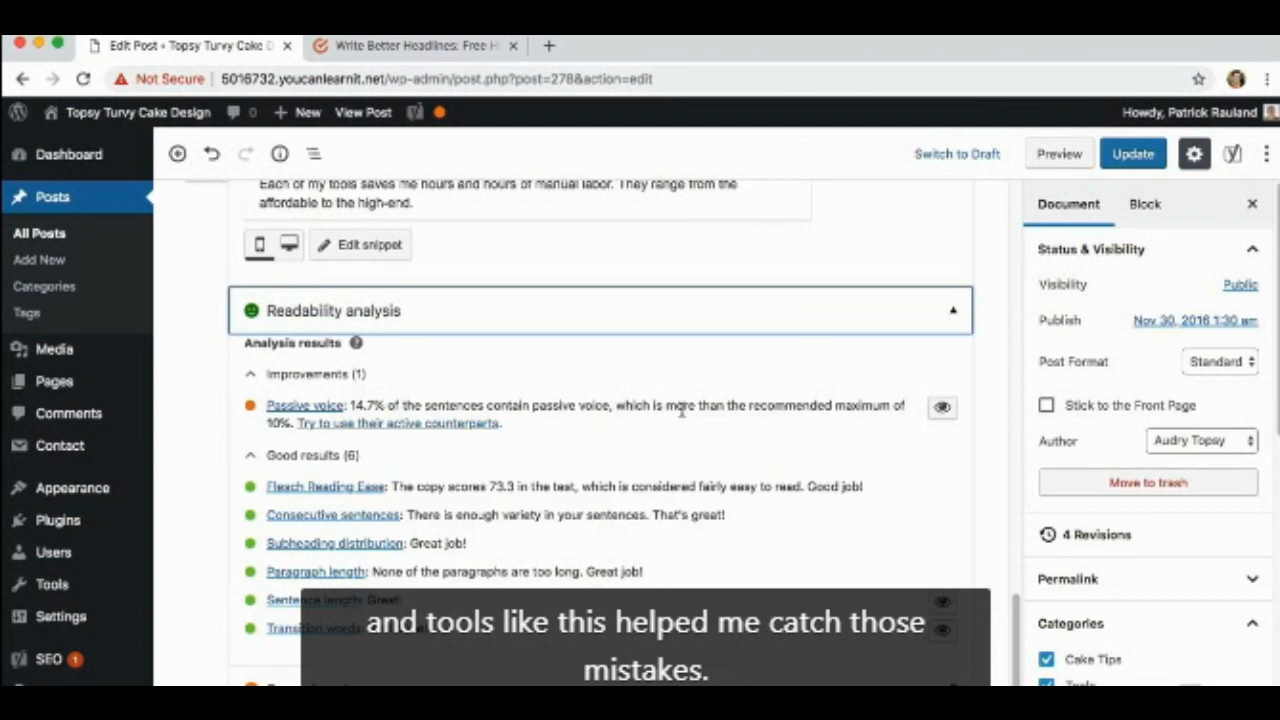 Edit Post ‹ Topsy Turvy Cake D
Write Better Headlines: Free H
Not Secure | 5016732.youcanlearnit.net/wp-admin/post.php?post=278&action=edit
Topsy Turvy Cake Design 0 New View Post
Howdy, Patrick Rauland
Dashboard
Posts
All Posts
Add New
Categories
Tags
Media
Pages
Comments
Contact
Appearance
Plugins
Users
Tools
Settings
SEO 1
Switch to Draft Preview Update
Each of my tools saves me hours and hours of manual labor. They range from the
affordable to the high-end.
Edit snippet
Readability analysis
Analysis results
Improvements (1)
Passive voice: 14.7% of the sentences contain passive voice, which is more than the recommended maximum of
10%. Try to use their active counterparts.
Good results (6)
Flesch Reading Ease: The copy scores 73.3 in the test, which is considered fairly easy to read. Good job!
Consecutive sentences: There is enough variety in your sentences. That's great!
Subheading distribution: Great job!
Paragraph length: None of the paragraphs are too long. Great job!
Sentence length: Great!
Transition words:
and tools like this helped me catch those
mistakes.
Document Block
Status & Visibility
Visibility Public
Publish Nov 30, 2016 1:30 am
Post Format Standard
Stick to the Front Page
Author Audry Topsy
Move to trash
4 Revisions
Permalink
Categories
Cake Tips
Tools